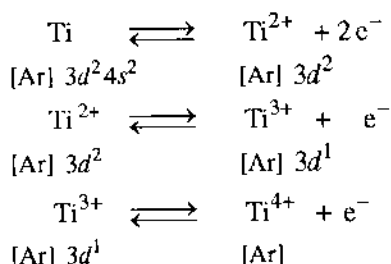 Ti ⇌ Ti²⁺ + 2e⁻
[Ar] 3d²4s² [Ar] 3d²
Ti²⁺ ⇌ Ti³⁺ + e⁻
[Ar] 3d² [Ar] 3d¹
Ti³⁺ ⇌ Ti⁴⁺ + e⁻
[Ar] 3d¹ [Ar]